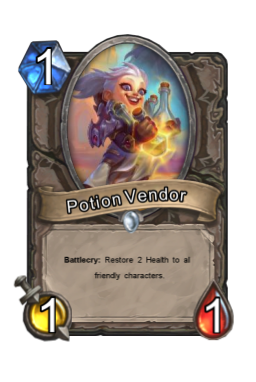 1
Potion Vendor
Battlecry: Restore 2 Health to al
friendly characters.
1
1